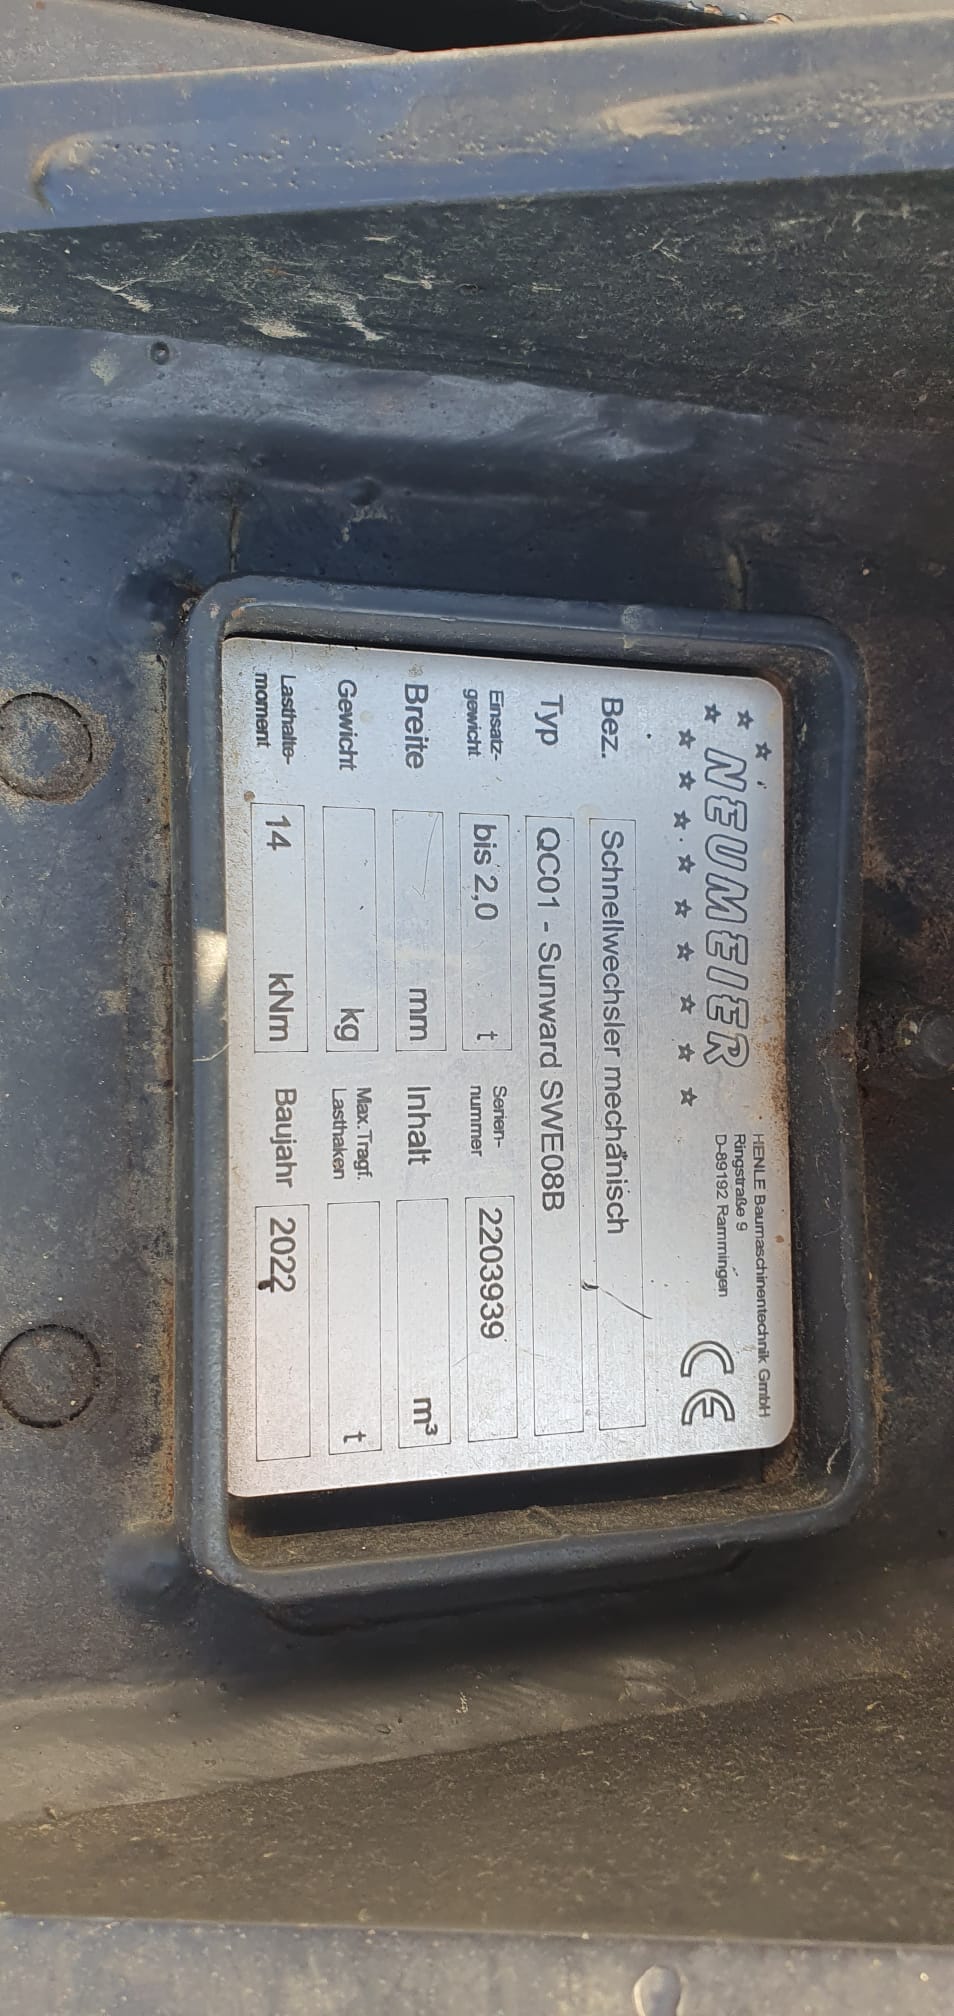 NEUMEIER
HENLE Baumaschinentechnik GmbH
Ringstraße 9
D-89192 Rammingen
CE
Bez. Schnellwechsler mechanisch
Typ QC01 - Sunward SWE08B
Einsatz-
gewicht bis 2,0 t
Serien-
nummer 2203939
Breite mm Inhalt m³
Gewicht kg
Max. Tragf.
Lasthaken t
Lasthalte-
moment 14 kNm
Baujahr 2022